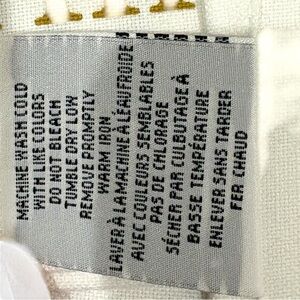 MACHINE WASH COLD
WITH LIKE COLORS
DO NOT BLEACH
TUMBLE DRY LOW
REMOVE PROMPTLY
WARM IRON
LAVER À LA MACHINE À L'EAU FROIDE
AVEC COULEURS SEMBLABLES
PAS DE CHLORAGE
SÉCHER PAR CULBUTAGE À
BASSE TEMPÉRATURE
ENLEVER SANS TARDER
FER CHAUD